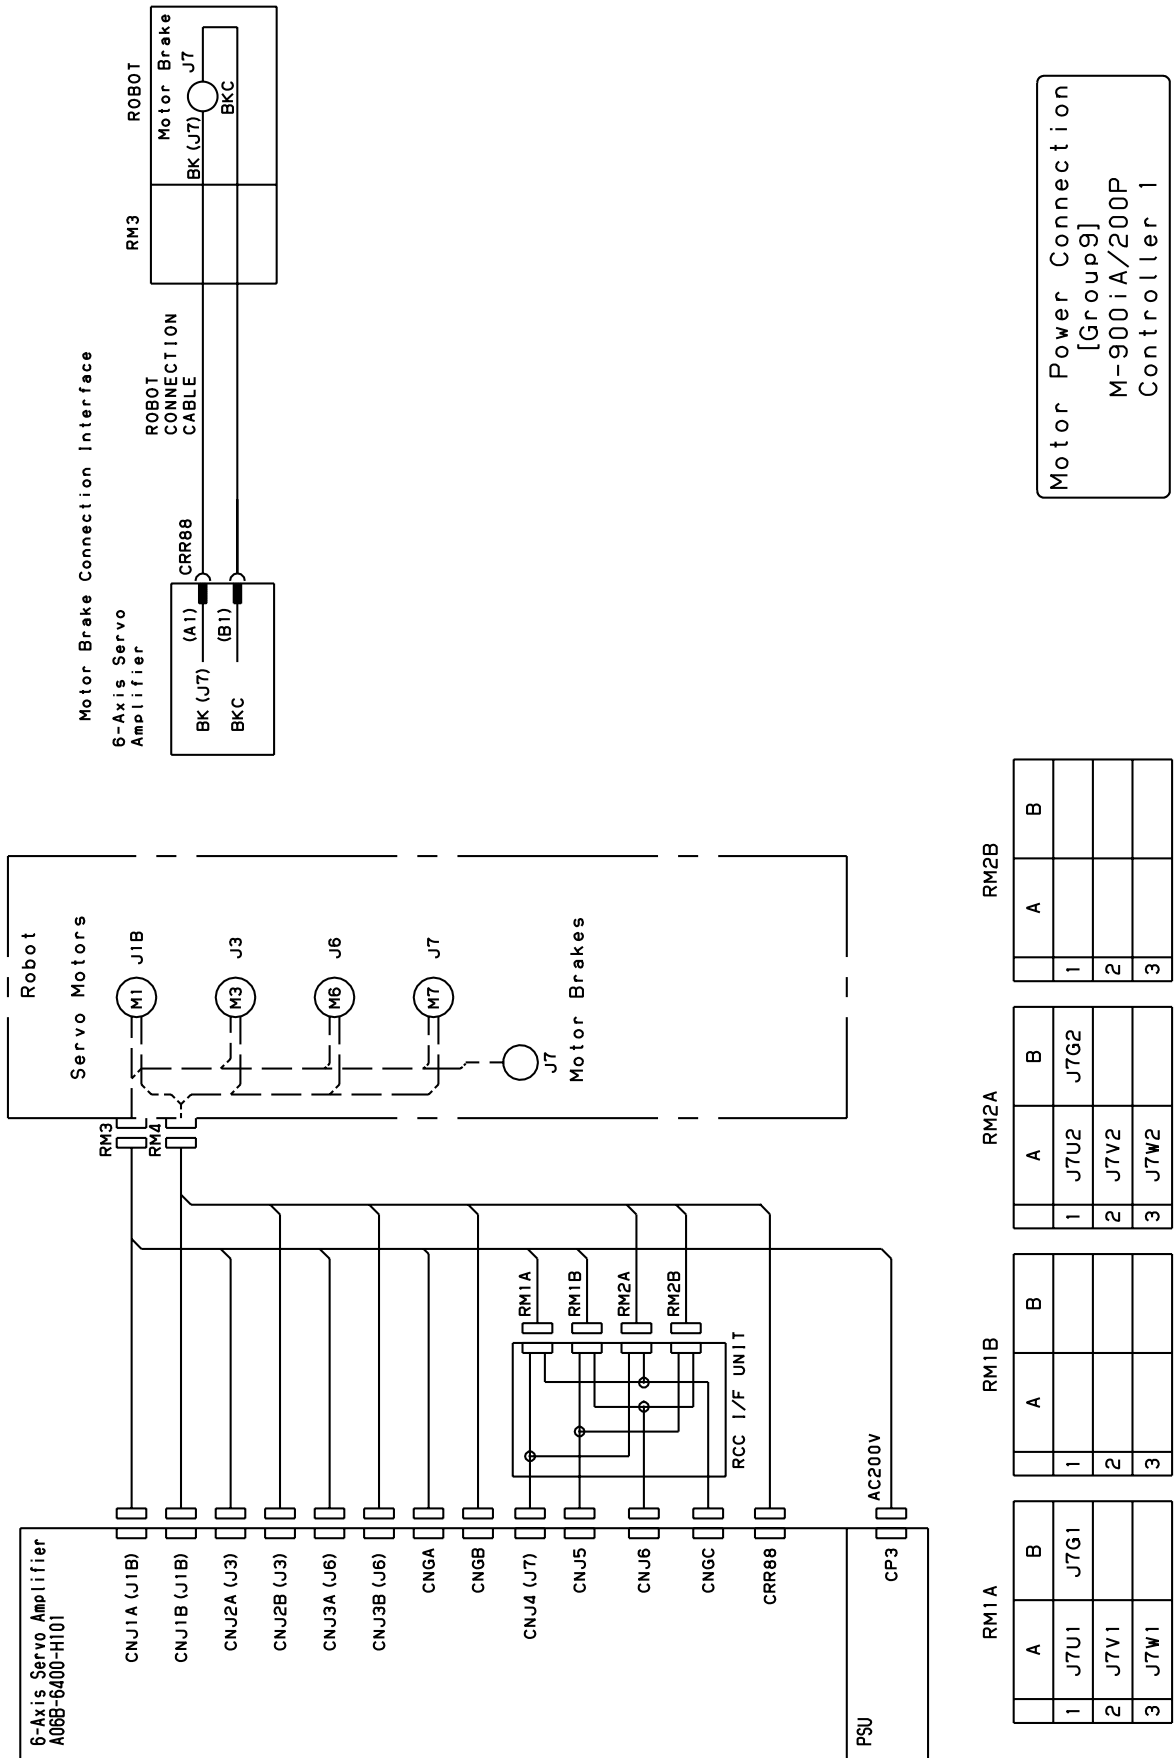 6-Axis Servo Amplifier
A06B-6400-H101
CNJ1A (J1B)
CNJ1B (J1B)
CNJ2A (J3)
CNJ2B (J3)
CNJ3A (J6)
CNJ3B (J6)
CNGA
CNGB
CNJ4 (J7)
CNJ5
CNJ6
CNGC
CRR88
PSU
CP3
AC200V
RM1A
RM1B
RM2A
RM2B
RCC I/F UNIT
RM3
RM4
Robot
Servo Motors
M1 J1B
M3 J3
M6 J6
M7 J7
J7
Motor Brakes
Motor Brake Connection Interface
6-Axis Servo
Amplifier
BK (J7) (A1)
BKC (B1)
CRR88
ROBOT
CONNECTION
CABLE
RM3
ROBOT
Motor Brake
BK (J7) J7
BKC
RM1A
A B
1 J7U1 J7G1
2 J7V1
3 J7W1
RM1B
A B
1
2
3
RM2A
A B
1 J7U2 J7G2
2 J7V2
3 J7W2
RM2B
A B
1
2
3
Motor Power Connection
[Group9]
M-900iA/200P
Controller 1